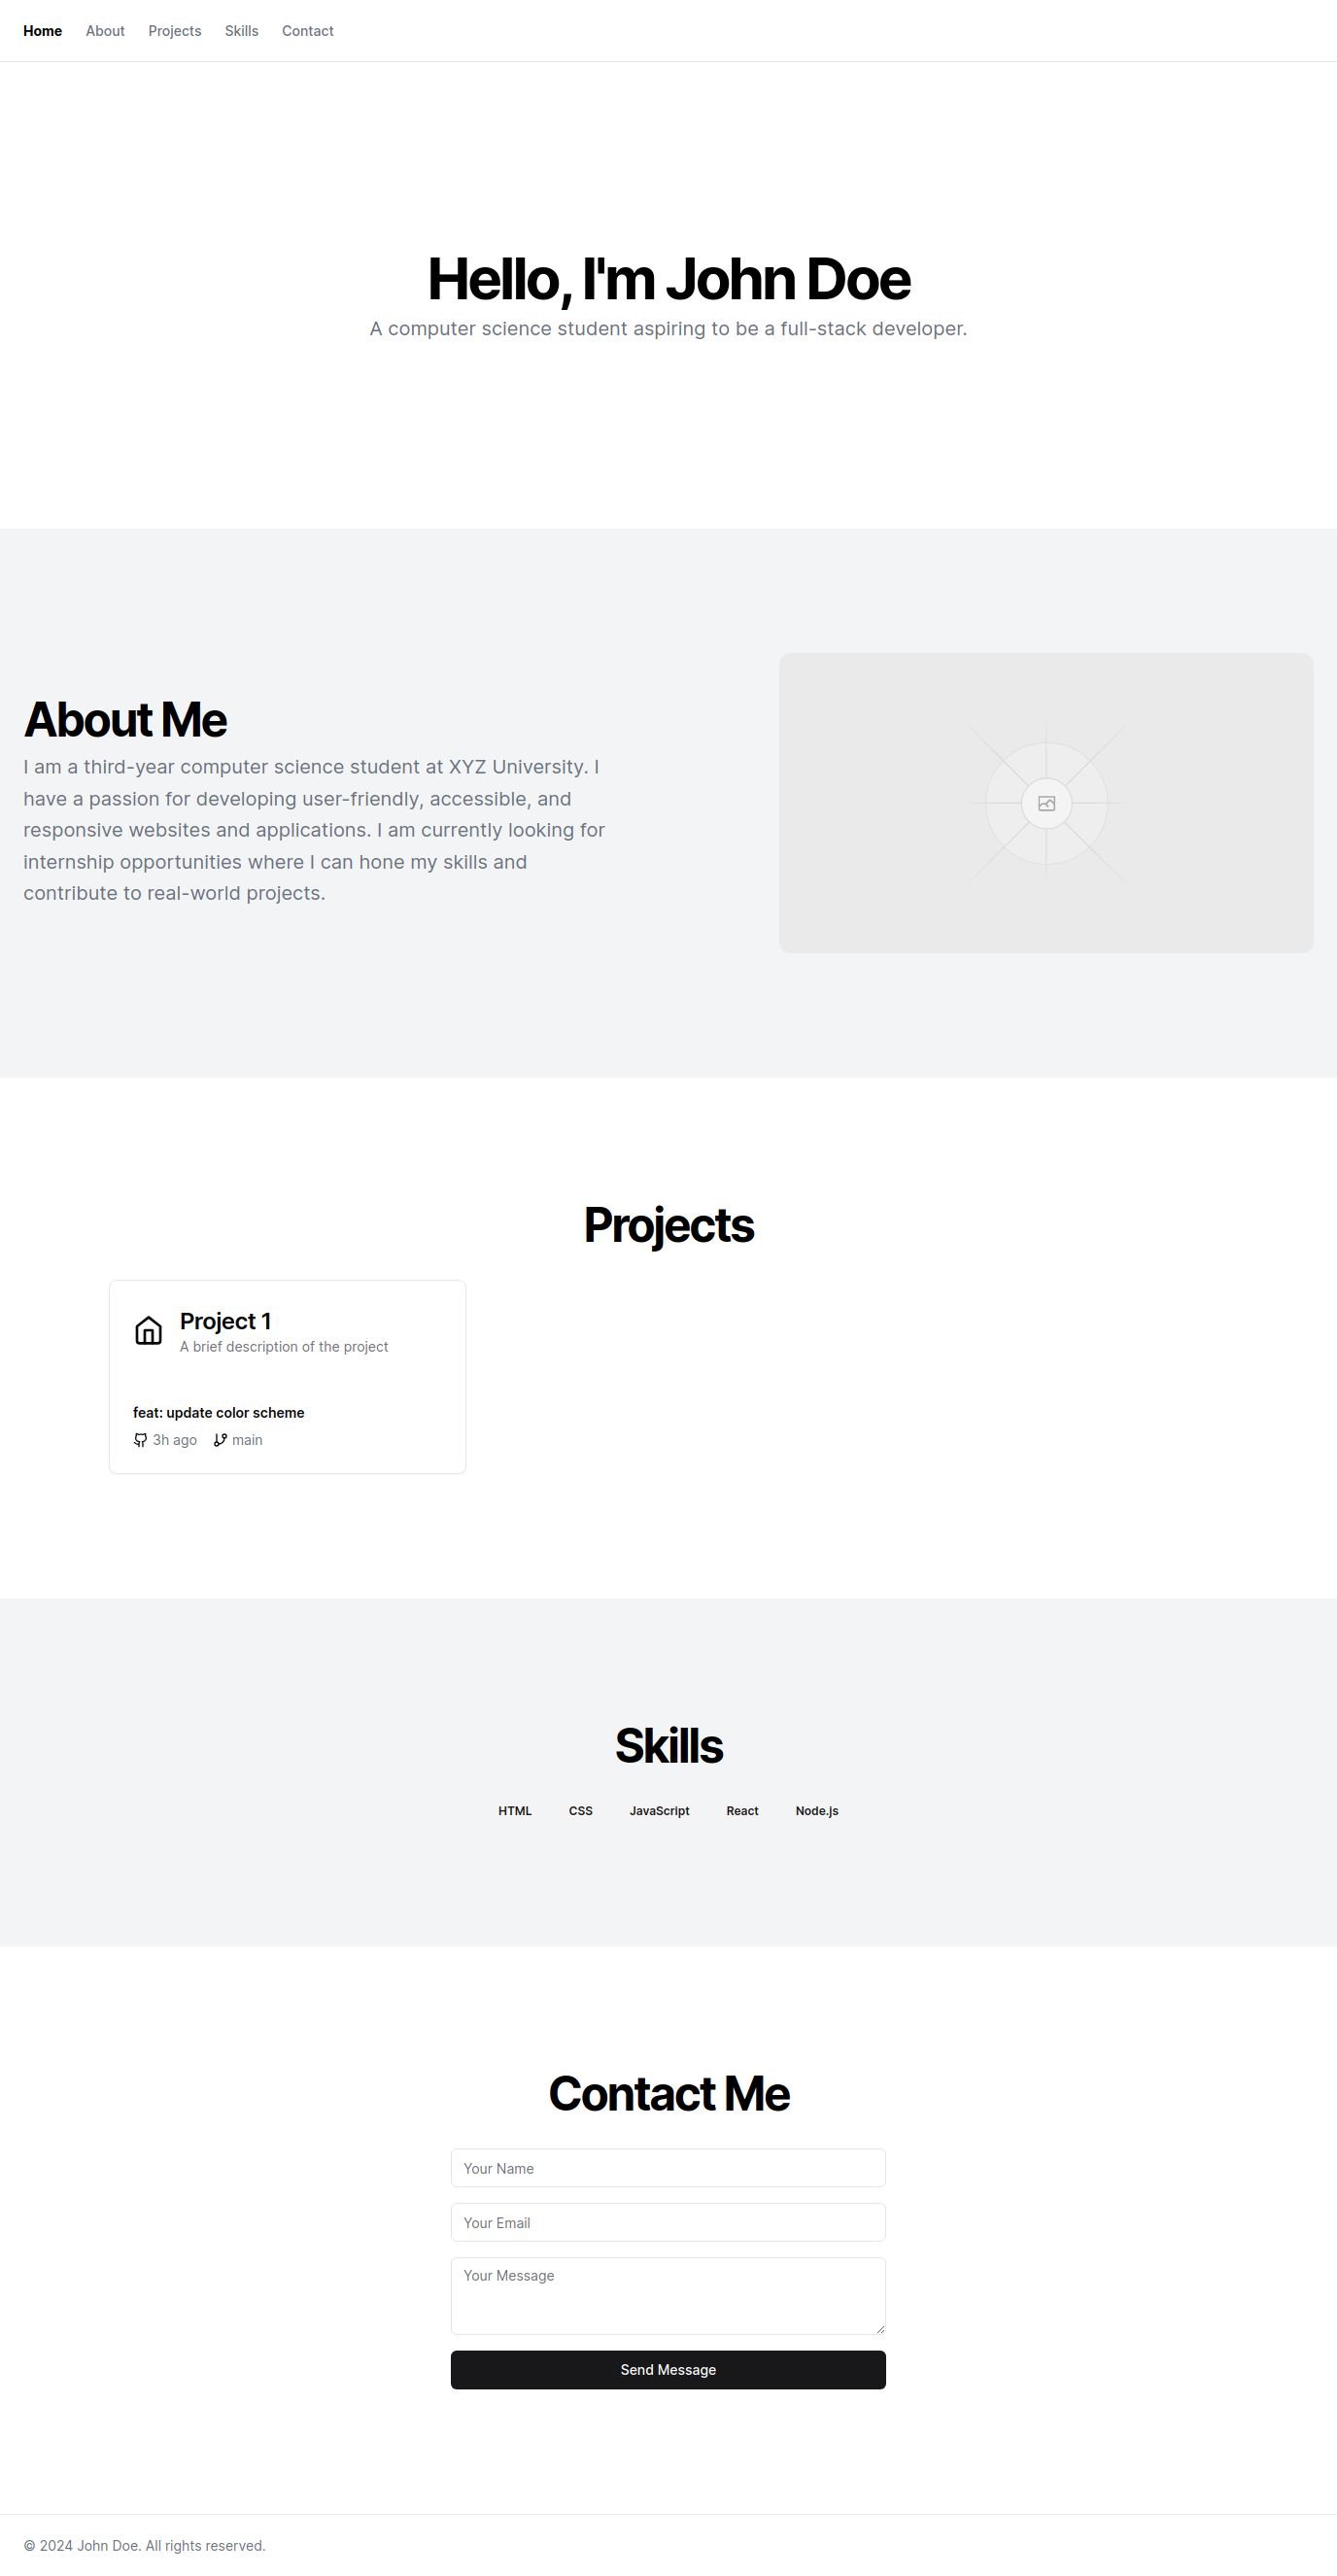 Home About Projects Skills Contact
Hello, I'm John Doe
A computer science student aspiring to be a full-stack developer.
About Me
I am a third-year computer science student at XYZ University. I
have a passion for developing user-friendly, accessible, and
responsive websites and applications. I am currently looking for
internship opportunities where I can hone my skills and
contribute to real-world projects.
Projects
Project 1
A brief description of the project
feat: update color scheme
3h ago main
Skills
HTML CSS JavaScript React Node.js
Contact Me
Your Name
Your Email
Your Message
Send Message
© 2024 John Doe. All rights reserved.